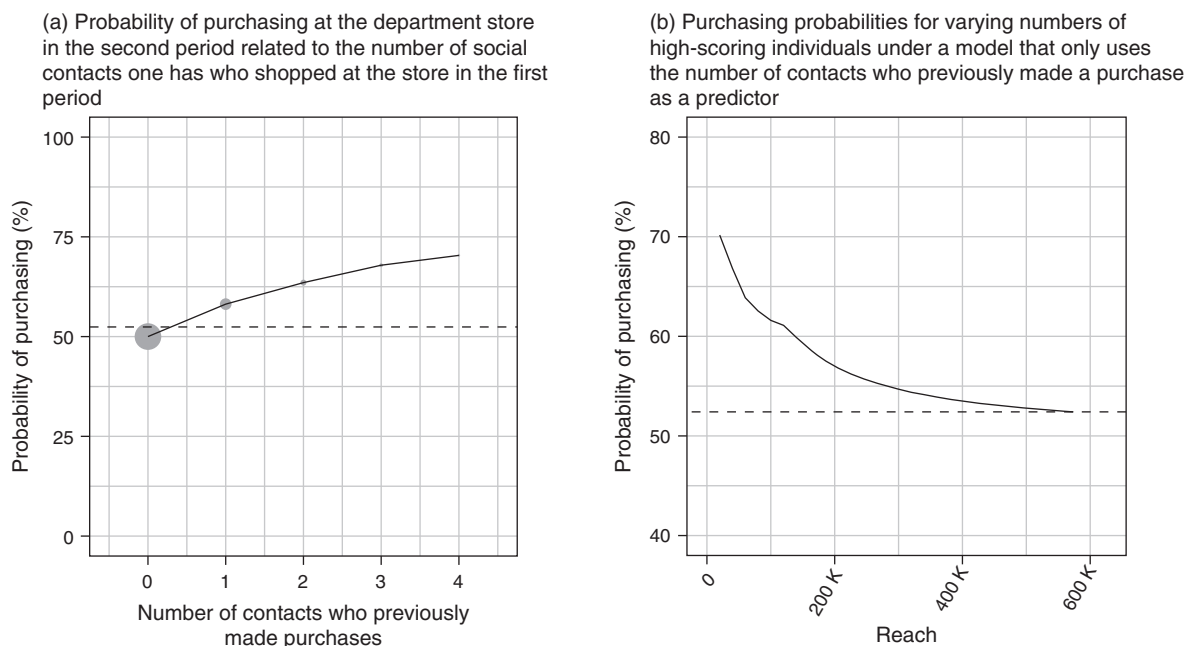 (a) Probability of purchasing at the department store
in the second period related to the number of social
contacts one has who shopped at the store in the first
period
100
75
50
25
0
Probability of purchasing (%)
0
1
2
3
4
Number of contacts who previously
made purchases
(b) Purchasing probabilities for varying numbers of
high-scoring individuals under a model that only uses
the number of contacts who previously made a purchase
as a predictor
80
70
60
50
40
Probability of purchasing (%)
0
200 K
400 K
600 K
Reach